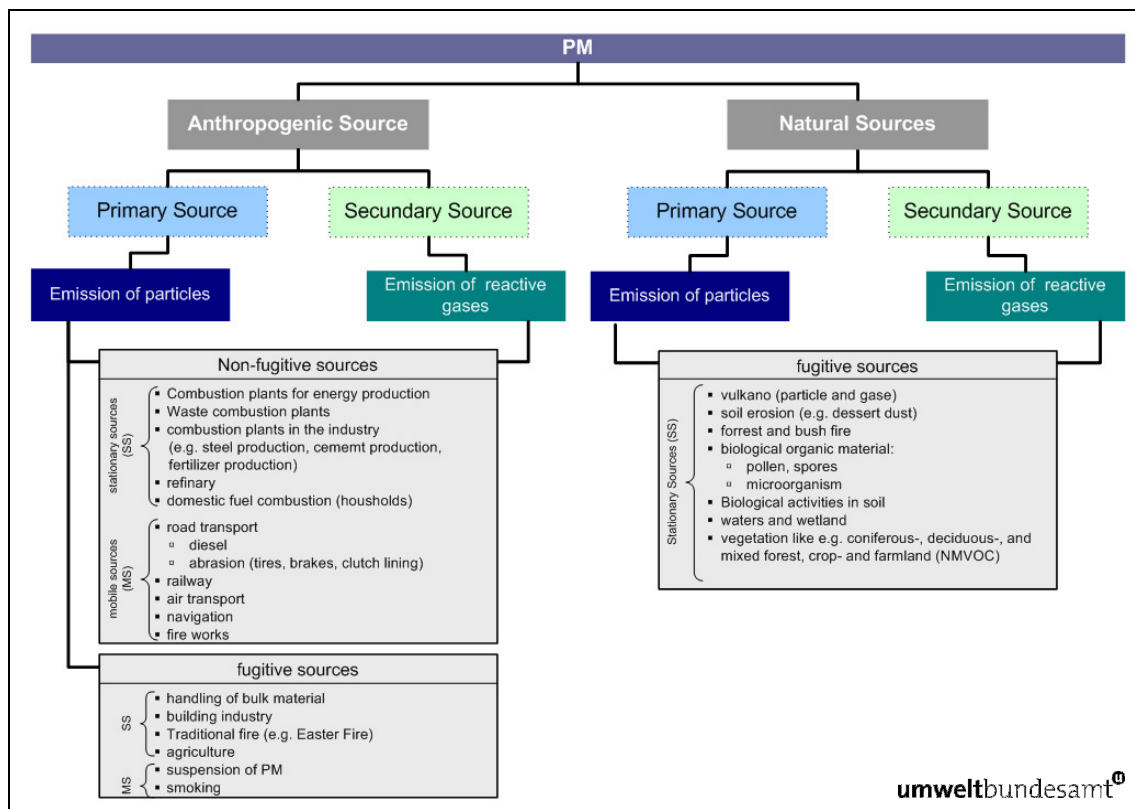 PM
Anthropogenic Source
Natural Sources
Primary Source
Secundary Source
Primary Source
Secundary Source
Emission of particles
Emission of reactive
gases
Emission of particles
Emission of reactive
gases
Non-fugitive sources
stationary sources
(SS)
▪ Combustion plants for energy production
▪ Waste combustion plants
▪ combustion plants in the industry
(e.g. steel production, cememt production,
fertilizer production)
▪ refinary
▪ domestic fuel combustion (housholds)
mobile sources
(MS)
▪ road transport
▫ diesel
▫ abrasion (tires, brakes, clutch lining)
▪ railway
▪ air transport
▪ navigation
▪ fire works
fugitive sources
SS
▪ handling of bulk material
▪ building industry
▪ Traditional fire (e.g. Easter Fire)
▪ agriculture
MS
▪ suspension of PM
▪ smoking
fugitive sources
Stationary Sources (SS)
▪ vulkano (particle and gase)
▪ soil erosion (e.g. dessert dust)
▪ forrest and bush fire
▪ biological organic material:
▫ pollen, spores
▫ microorganism
▪ Biological activities in soil
▪ waters and wetland
▪ vegetation like e.g. coniferous-, deciduous-, and
mixed forest, crop- and farmland (NMVOC)
umweltbundesamt
u